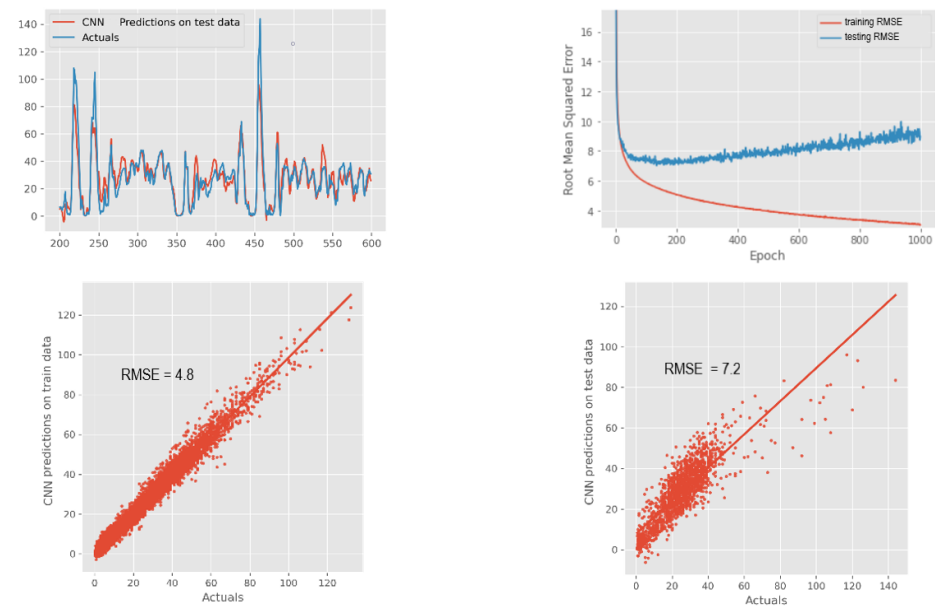 CNN Predictions on test data
Actuals
140
120
100
80
60
40
20
0
200 250 300 350 400 450 500 550 600
training RMSE
testing RMSE
Root Mean Squared Error
16
14
12
10
8
6
4
0 200 400 600 800 1000
Epoch
CNN predictions on train data
120
100
80
60
40
20
0
RMSE = 4.8
0 20 40 60 80 100 120
Actuals
CNN predictions on test data
120
100
80
60
40
20
0
RMSE = 7.2
0 20 40 60 80 100 120 140
Actuals